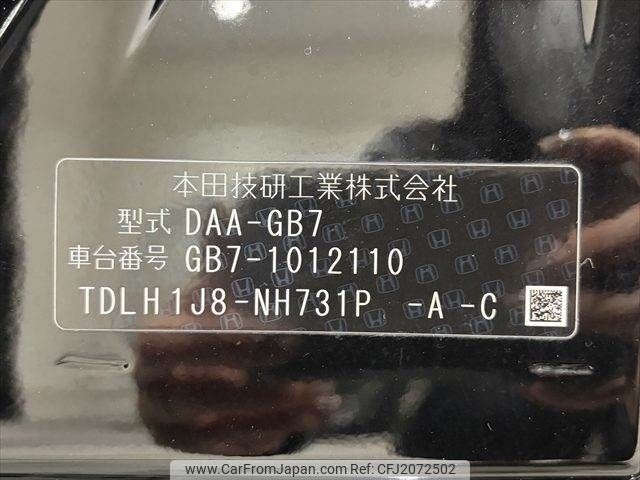 本田技研工業株式会社
型式 DAA-GB7
車台番号 GB7-1012110
TDLH1J8-NH731P -A -C
www.CarFromJapan.com Ref:CFJ2072502